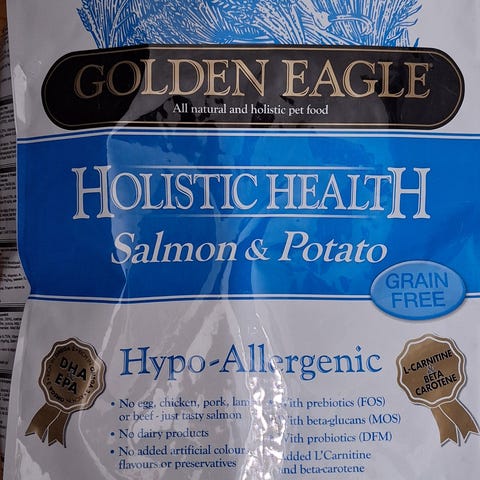 GOLDEN EAGLE
All natural and holistic pet food
HOLISTIC HEALTH
Salmon & Potato
GRAIN
FREE
DHA
EPA
L-CARNITINE
&
BETA
CAROTENE
Hypo-Allergenic
• No egg, chicken, pork, lam
or beef - just tasty salmon
• No dairy products
• No added artificial colour
flavours or preservatives
• With prebiotics (FOS)
• With beta-glucans (MOS)
• With probiotics (DFM)
Added L'Carnitine
and beta-carotene